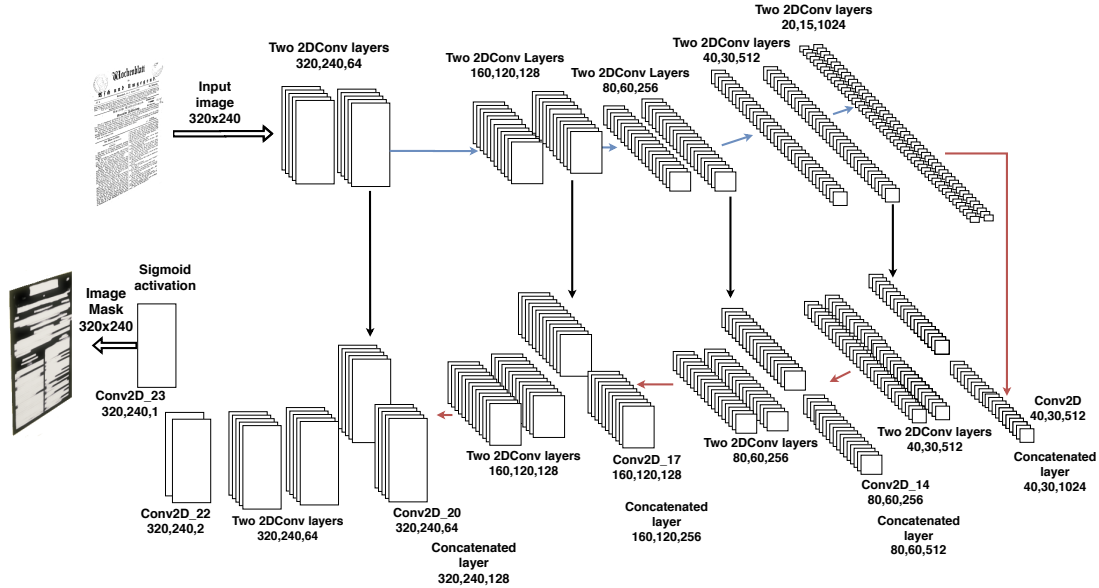 Two 2DConv layers
20,15,1024
Two 2DConv layers
40,30,512
Two 2DConv layers
320,240,64
Two 2DConv Layers
160,120,128
Two 2DConv Layers
80,60,256
Wochenblatt
Input
image
320x240
Sigmoid
activation
Image
Mask
320x240
Conv2D_23
320,240,1
Conv2D
40,30,512
Concatenated
layer
40,30,1024
Two 2DConv layers
40,30,512
Two 2DConv layers
80,60,256
Conv2D_14
80,60,256
Concatenated
layer
80,60,512
Two 2DConv layers
160,120,128
Conv2D_17
160,120,128
Concatenated
layer
160,120,256
Conv2D_22
320,240,2
Two 2DConv layers
320,240,64
Conv2D_20
320,240,64
Concatenated
layer
320,240,128